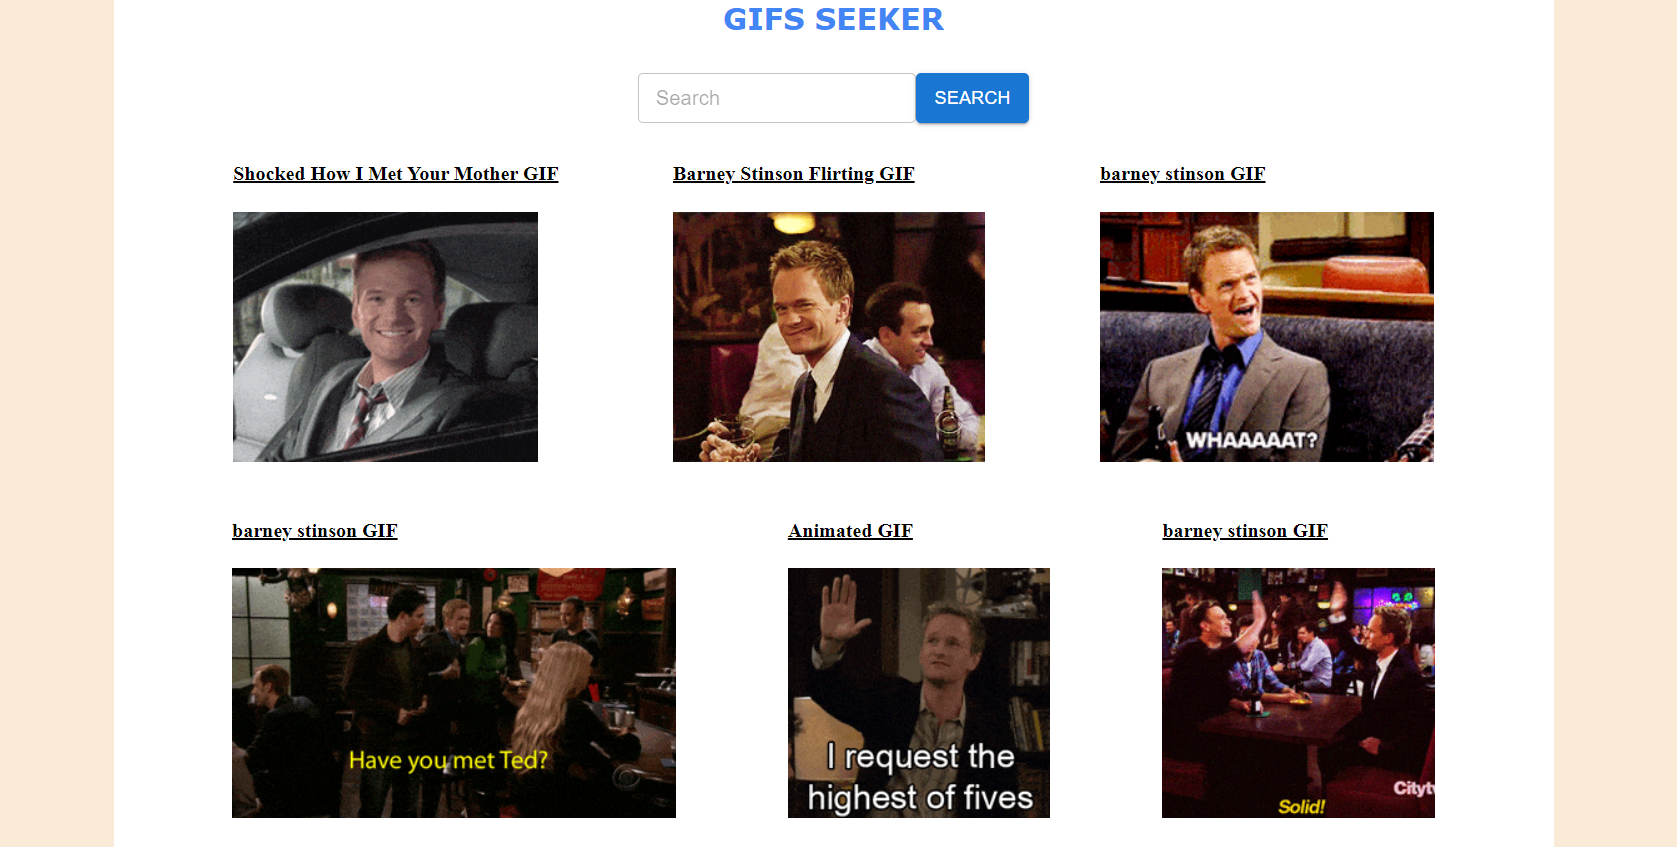 GIFS SEEKER
Search
SEARCH
Shocked How I Met Your Mother GIF
Barney Stinson Flirting GIF
barney stinson GIF
WHAAAAAT?
barney stinson GIF
Animated GIF
barney stinson GIF
Have you met Ted?
I request the
highest of fives
Cityt
Solid!